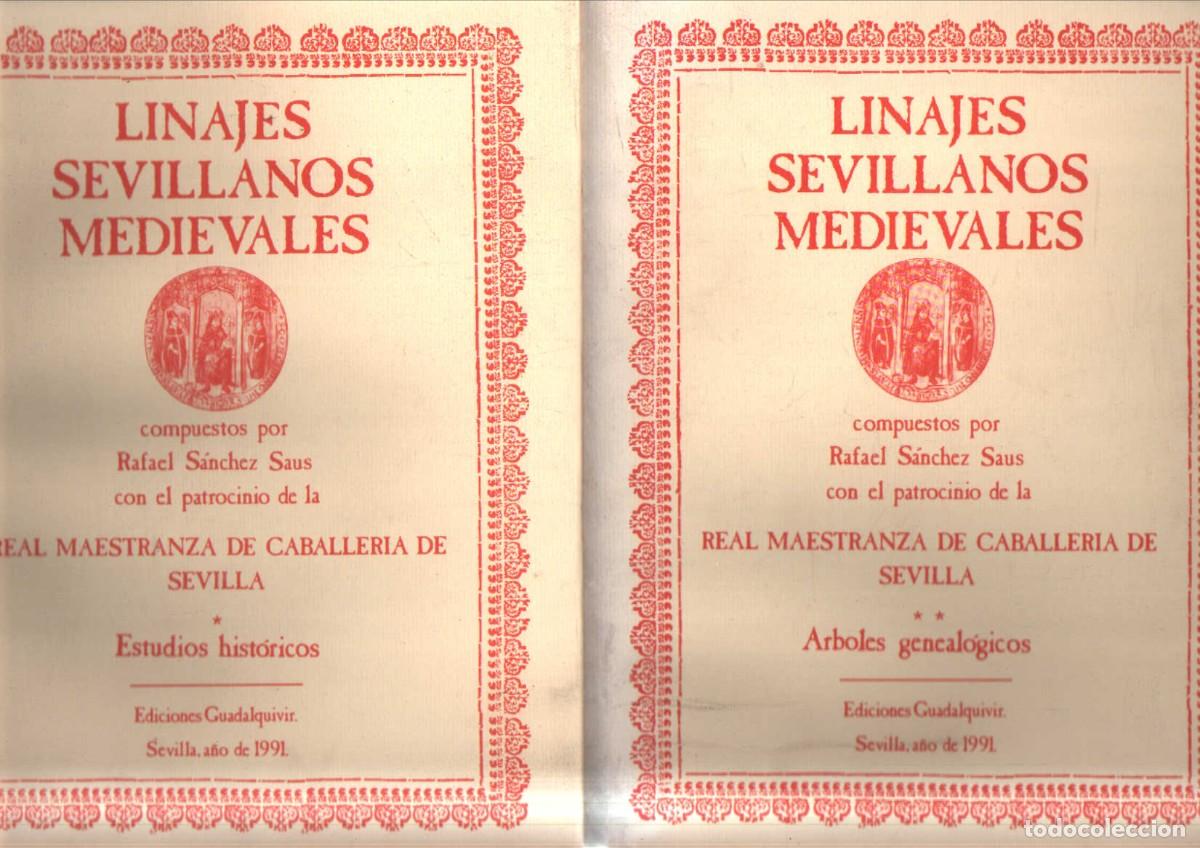 LINAJES
SEVILLANOS
MEDIEVALES
compuestos por
Rafael Sánchez Saus
con el patrocinio de la
REAL MAESTRANZA DE CABALLERIA DE
SEVILLA
*
Estudios históricos
Ediciones Guadalquivir.
Sevilla, año de 1991.
LINAJES
SEVILLANOS
MEDIEVALES
compuestos por
Rafael Sánchez Saus
con el patrocinio de la
REAL MAESTRANZA DE CABALLERIA DE
SEVILLA
* *
Arboles genealógicos
Ediciones Guadalquivir.
Sevilla, año de 1991.
todocoleccion